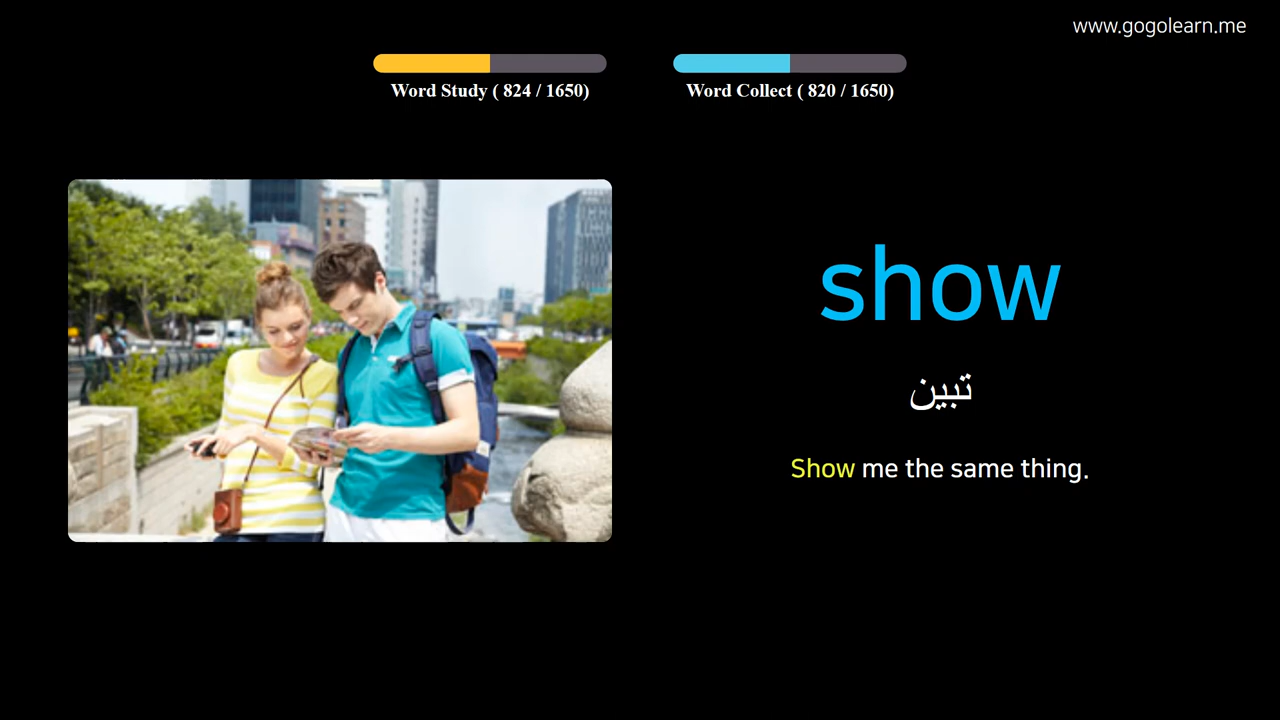 www.gogolearn.me
Word Study ( 824 / 1650)
Word Collect ( 820 / 1650)
show
تبين
Show me the same thing.